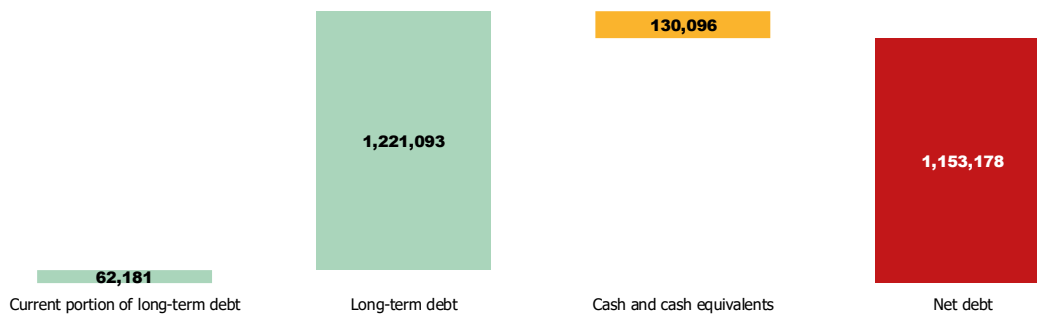 130,096
1,221,093
1,153,178
62,181
Current portion of long-term debt
Long-term debt
Cash and cash equivalents
Net debt